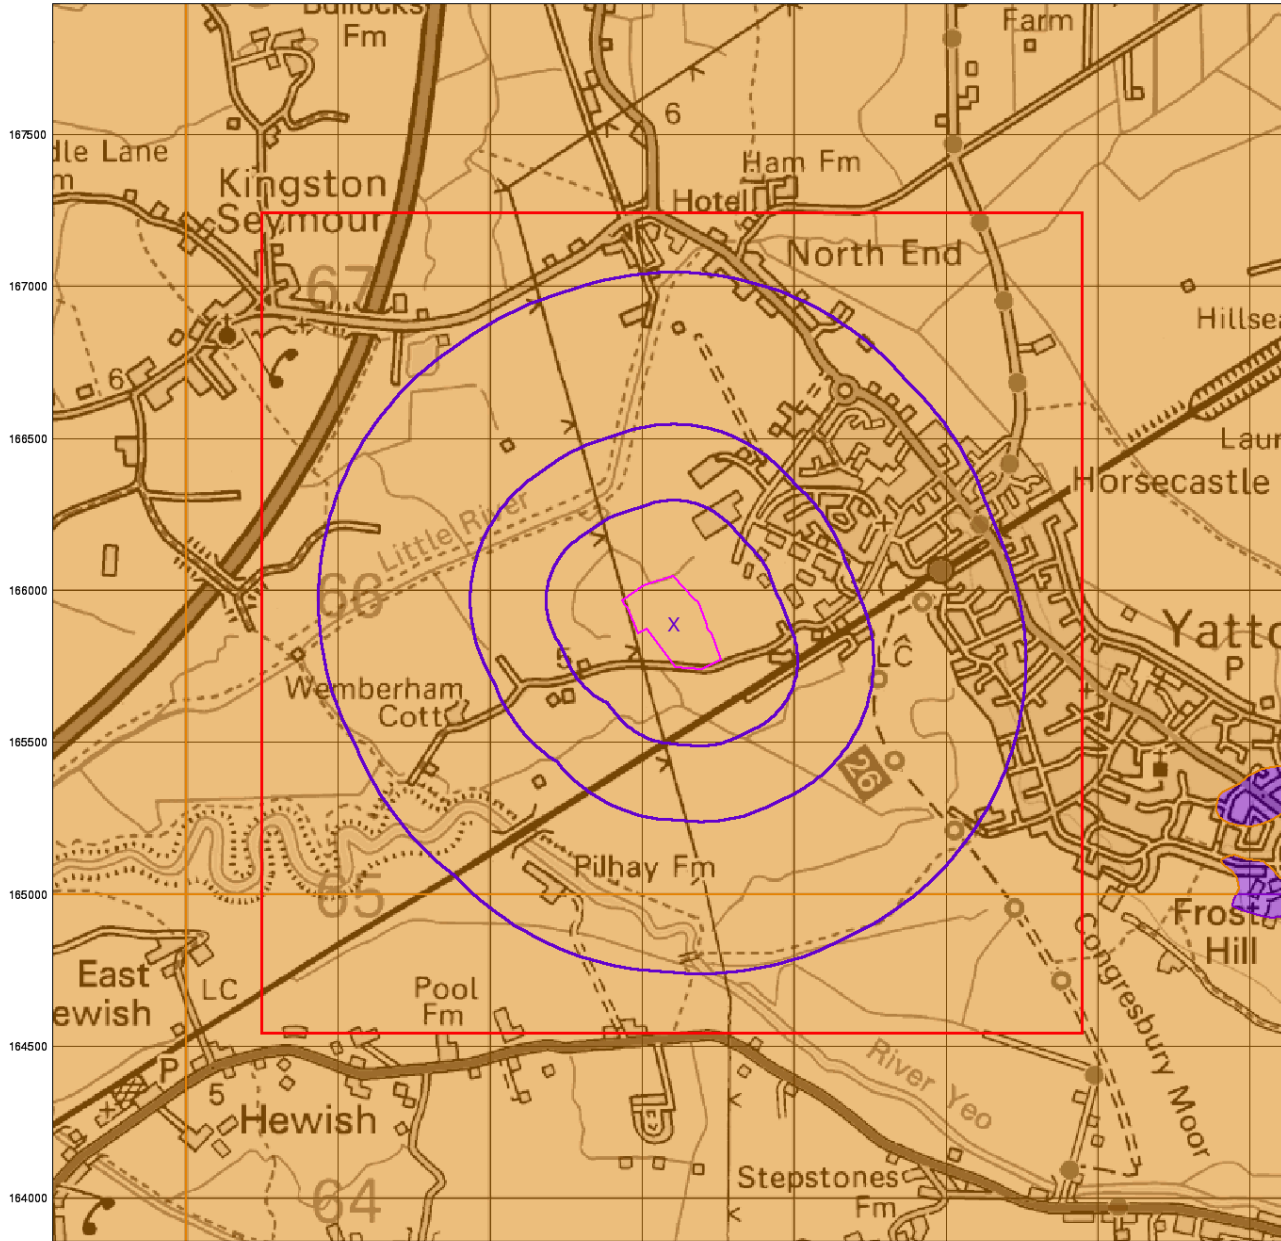 Bullocks
Fm
Farm
6
167500
dle Lane
m
Ham Fm
Kingston
Seymour
Hotel
North End
67
167000
Hillsea
6
166500
Laur
Horsecastle
Little River
166000
66
X
Yatto
P
5
LC
Wemberham
Cott
165500
26
Pilhay Fm
165000
65
Frost
Hill
East
ewish
LC
Pool
Fm
Congresbury Moor
164500
P
5
River Yeo
Hewish
Stepstones
Fm
164000
64